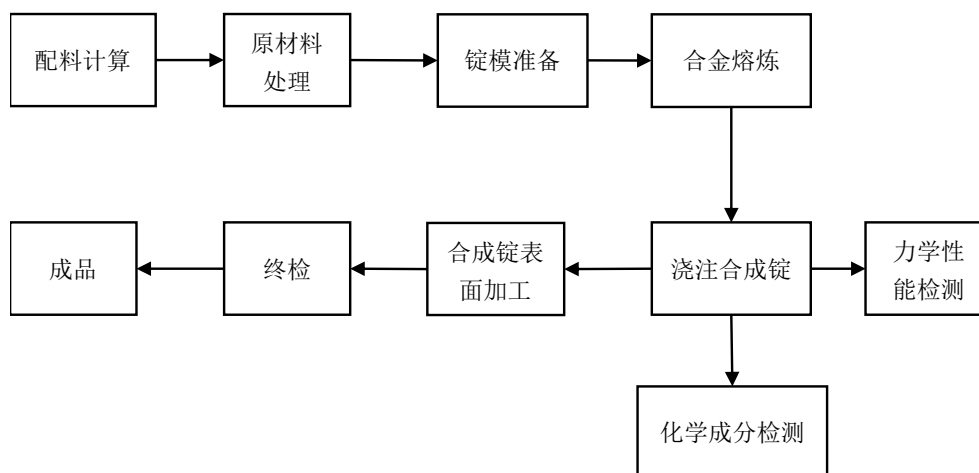 配料计算
原材料
处理
锭模准备
合金熔炼
成品
终检
合成锭表
面加工
浇注合成锭
力学性
能检测
化学成分检测